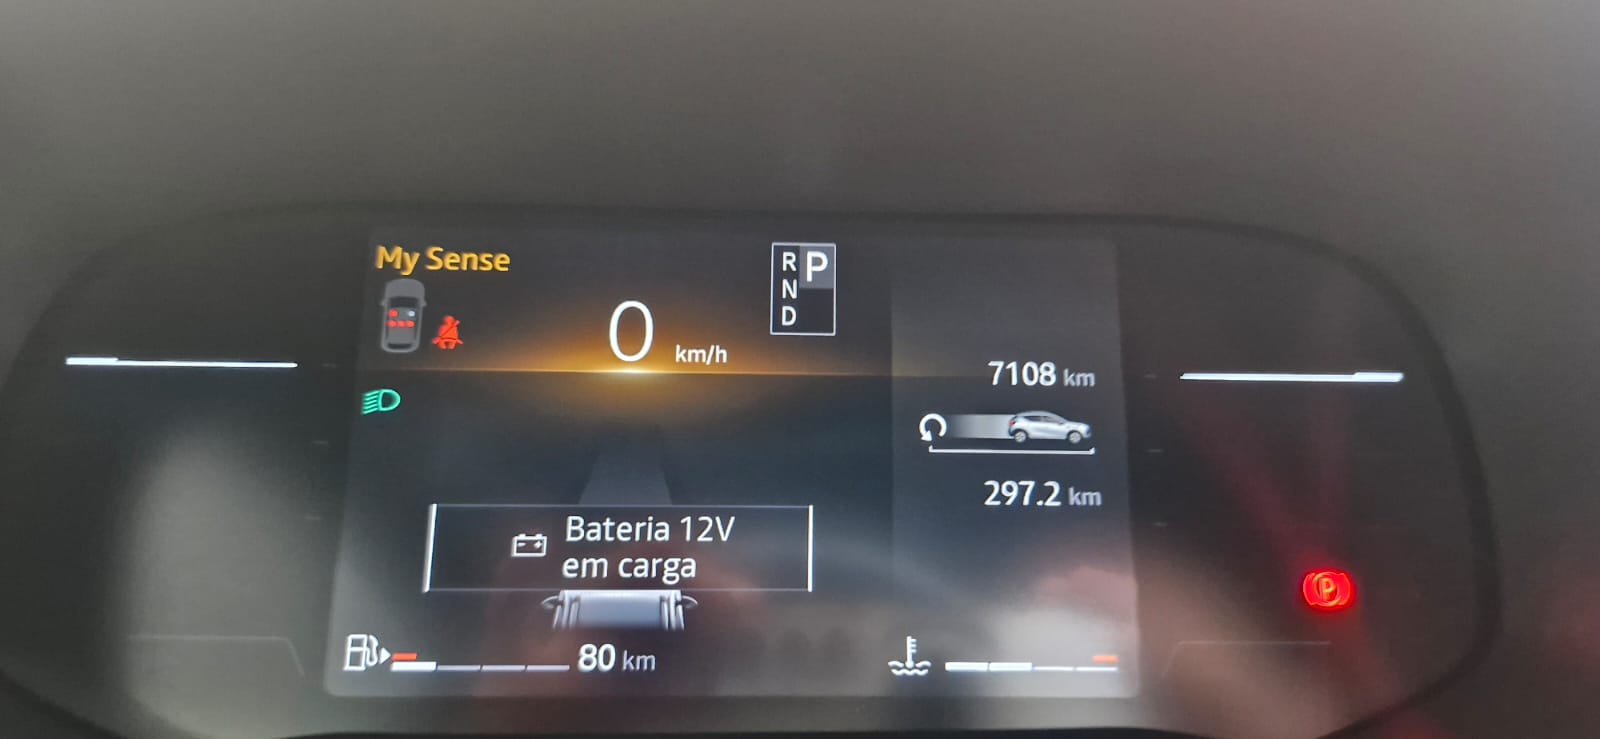 My Sense
R P
N
D
0 km/h
7108 km
297.2 km
Bateria 12V
em carga
80 km
P